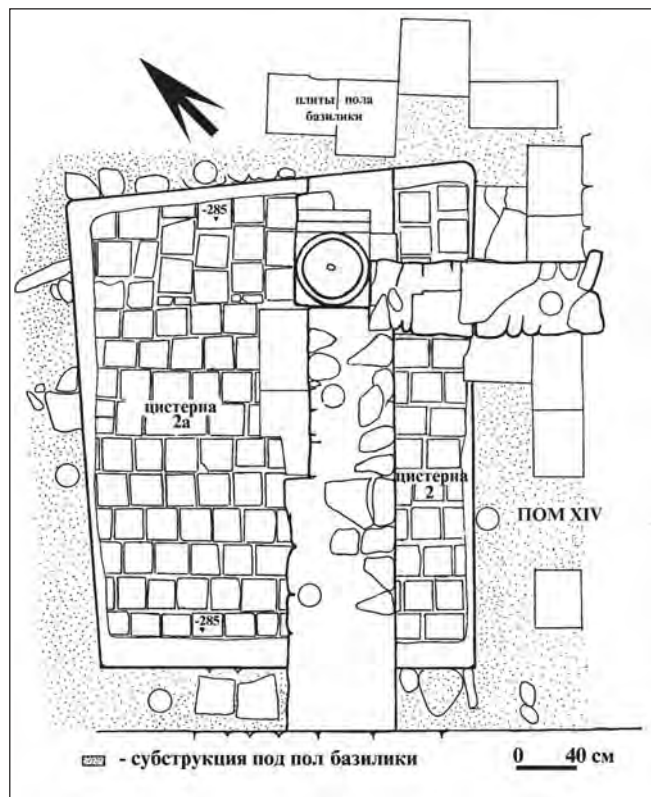 плиты пола
базилики
-285
цистерна
2а
цистерна
2
ПОМ XIV
-285
- субструкция под пол базилики
0 40 см